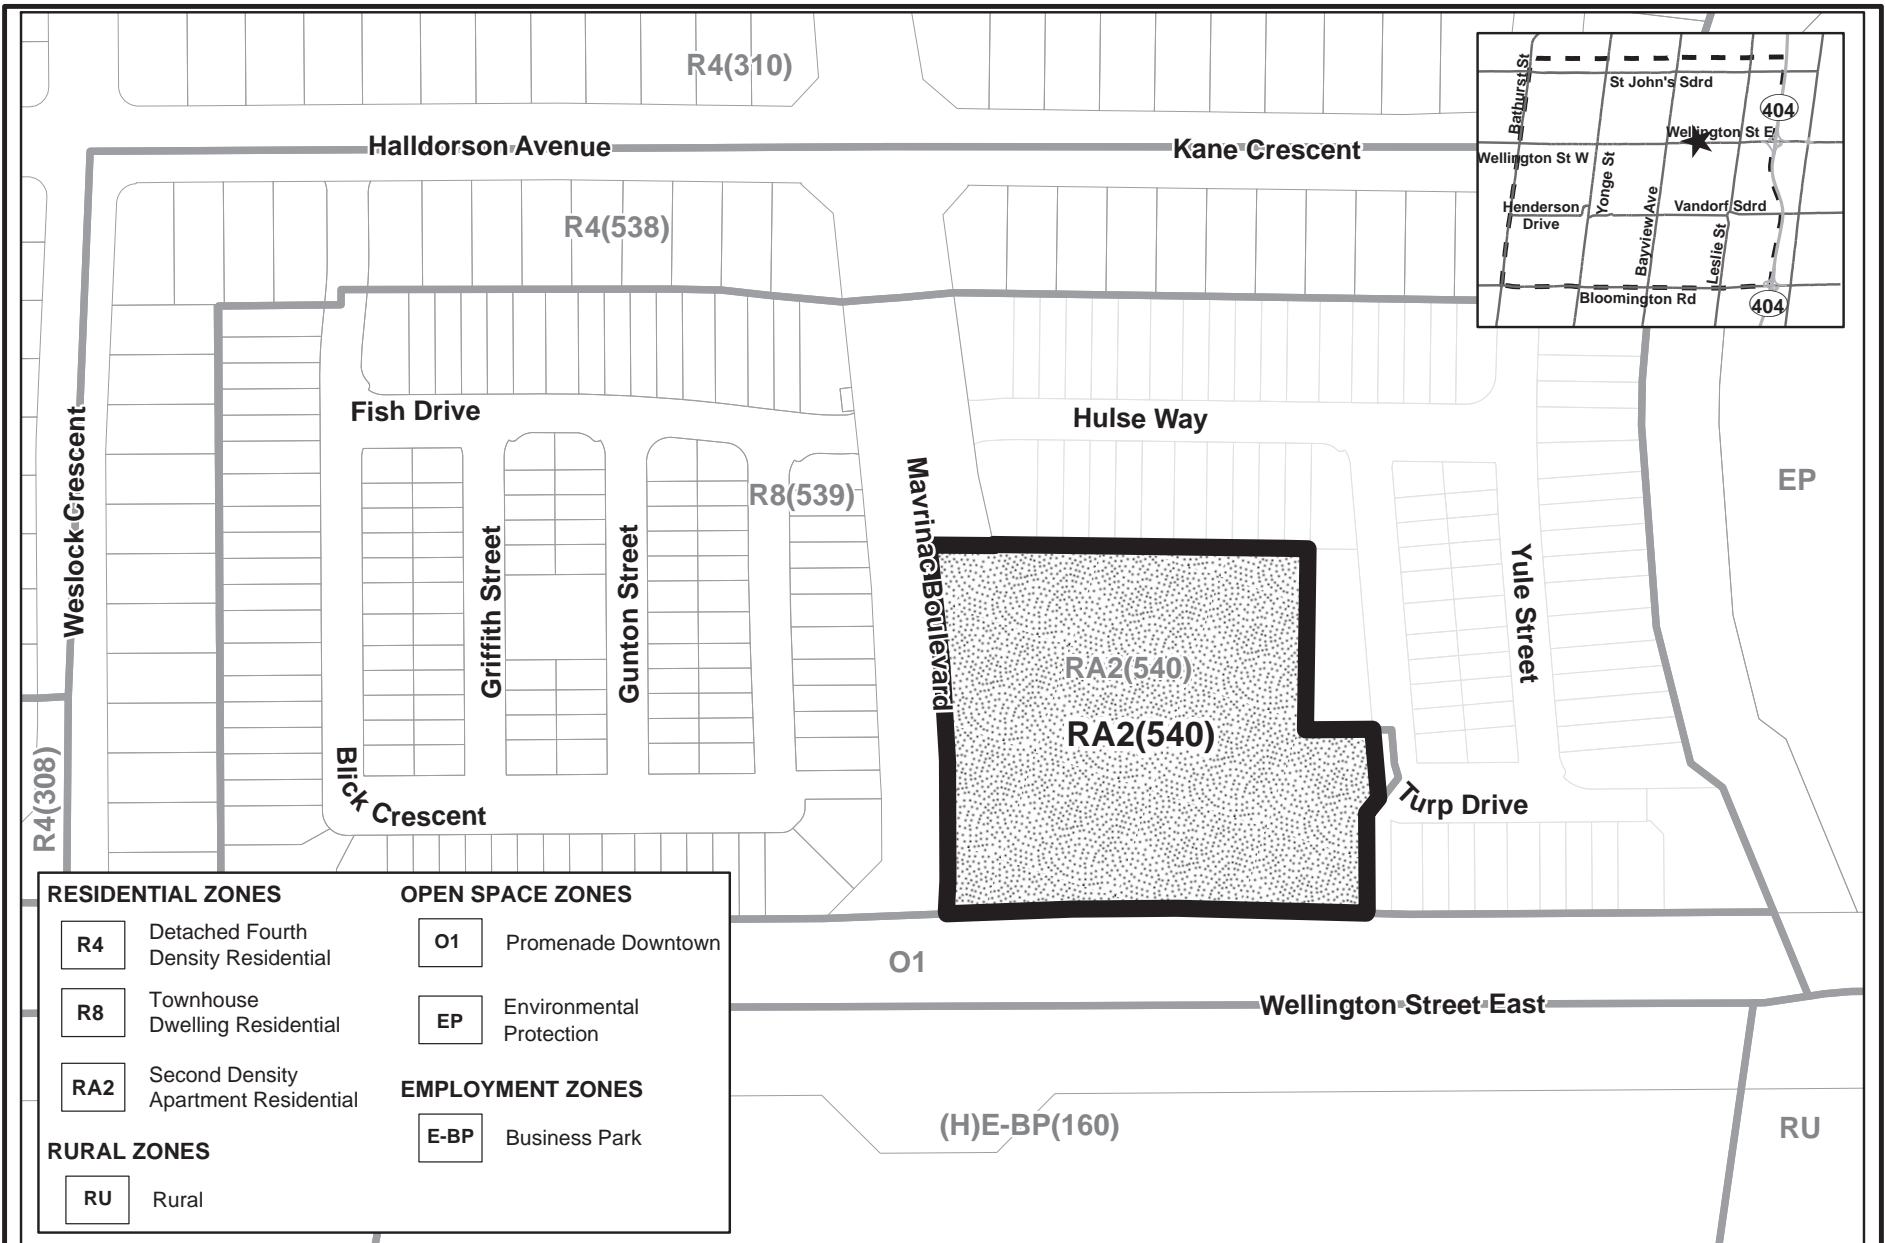 R4(310)
Halldorson Avenue
Kane Crescent
R4(538)
Bathurst St
St John's Sdrd
404
Wellington St E
Wellington St W
Yonge St
Henderson
Drive
Vandorf Sdrd
Bayview Ave
Leslie St
Bloomington Rd
404
Weslock Crescent
Fish Drive
Hulse Way
R8(539)
EP
Mavrinac Boulevard
Griffith Street
Gunton Street
Yule Street
RA2(540)
RA2(540)
R4(308)
Blick Crescent
Turp Drive
O1
Wellington Street East
(H)E-BP(160)
RU
RESIDENTIAL ZONES
R4
Detached Fourth
Density Residential
R8
Townhouse
Dwelling Residential
RA2
Second Density
Apartment Residential
RURAL ZONES
RU
Rural
OPEN SPACE ZONES
O1
Promenade Downtown
EP
Environmental
Protection
EMPLOYMENT ZONES
E-BP
Business Park